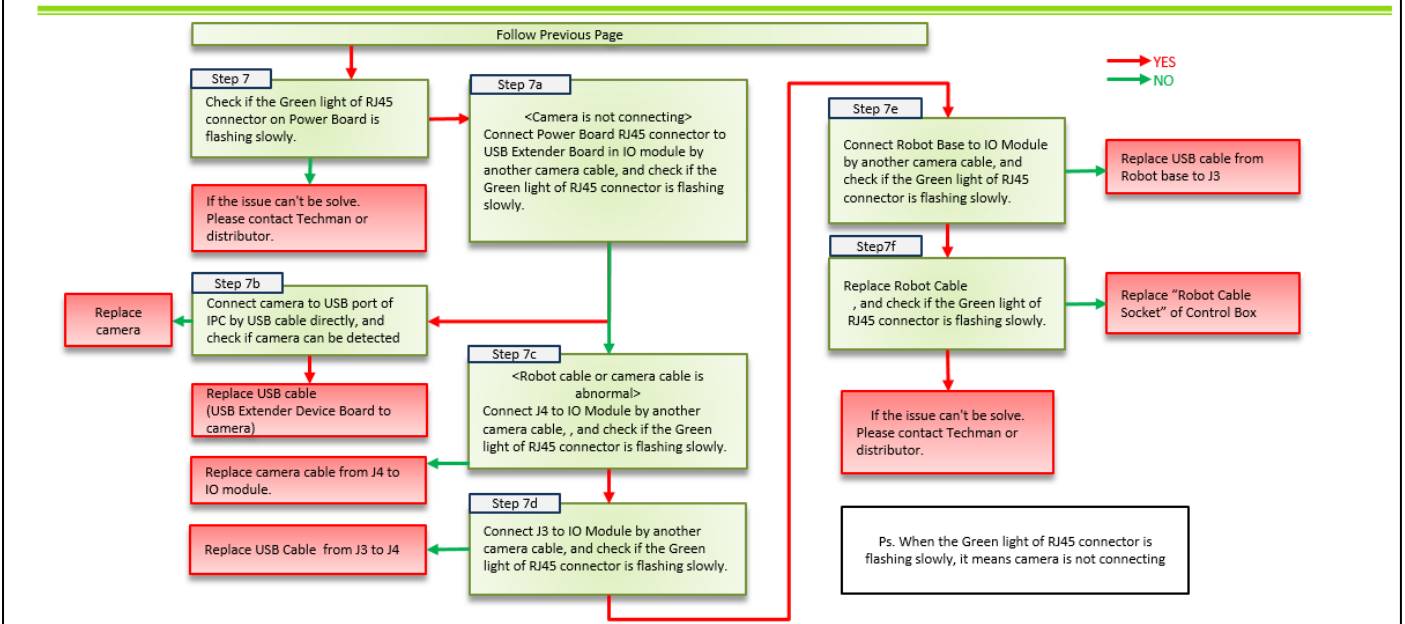 Follow Previous Page
YES
NO
Step 7
Check if the Green light of RJ45
connector on Power Board is
flashing slowly.
If the issue can't be solve.
Please contact Techman or
distributor.
Step 7a
<Camera is not connecting>
Connect Power Board RJ45 connector to
USB Extender Board in IO module by
another camera cable, and check if the
Green light of RJ45 connector is flashing
slowly.
Step 7b
Connect camera to USB port of
IPC by USB cable directly, and
check if camera can be detected
Replace
camera
Replace USB cable
(USB Extender Device Board to
camera)
Step 7c
<Robot cable or camera cable is
abnormal>
Connect J4 to IO Module by another
camera cable, , and check if the Green
light of RJ45 connector is flashing slowly.
Replace camera cable from J4 to
IO module.
Step 7d
Connect J3 to IO Module by another
camera cable, and check if the Green
light of RJ45 connector is flashing slowly.
Replace USB Cable  from J3 to J4
Step 7e
Connect Robot Base to IO Module
by another camera cable, and
check if the Green light of RJ45
connector is flashing slowly.
Replace USB cable from
Robot base to J3
Step7f
Replace Robot Cable
, and check if the Green light of
RJ45 connector is flashing slowly.
Replace “Robot Cable
Socket” of Control Box
If the issue can't be solve.
Please contact Techman or
distributor.
Ps. When the Green light of RJ45 connector is
flashing slowly, it means camera is not connecting